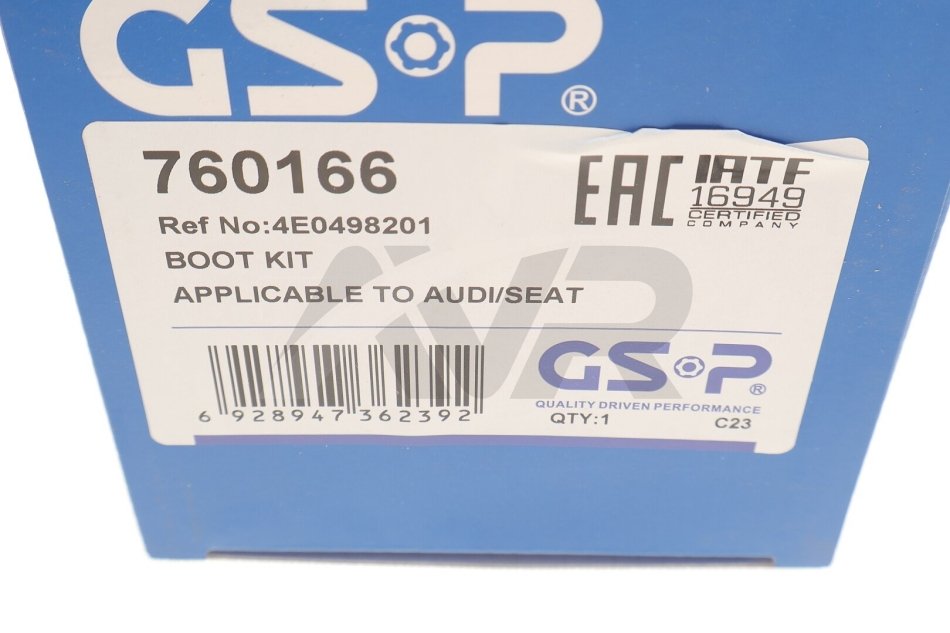 GSP®
760166
EAC
IATF
16949
CERTIFIED
COMPANY
Ref No:4E0498201
BOOT KIT
APPLICABLE TO AUDI/SEAT
6 928947 362392
GSP®
QUALITY DRIVEN PERFORMANCE
QTY:1 C23